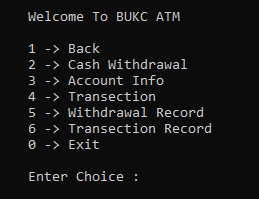 Welcome To BUKC ATM
1 -> Back
2 -> Cash Withdrawal
3 -> Account Info
4 -> Transection
5 -> Withdrawal Record
6 -> Transection Record
0 -> Exit
Enter Choice :